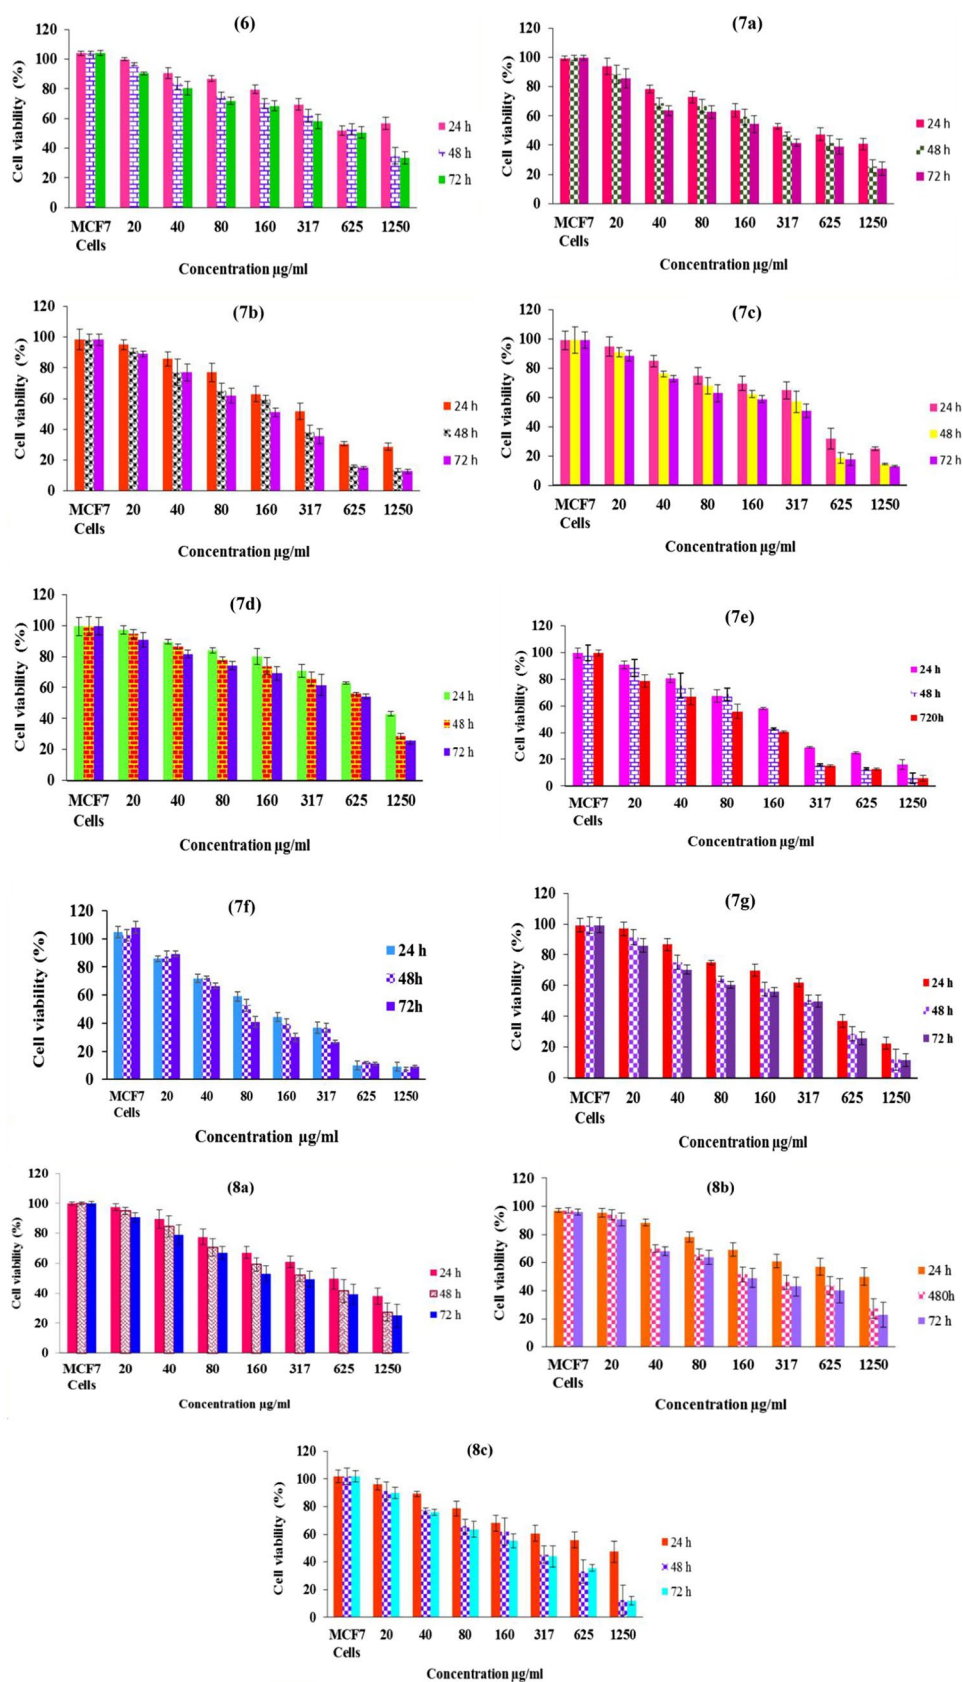 (6)
Cell viability (%)
120
100
80
60
40
20
0
MCF7 20 40 80 160 317 625 1250
Cells
Concentration µg/ml
24 h
48 h
72 h
(7a)
Cell viability (%)
120
100
80
60
40
20
0
MCF7 20 40 80 160 317 625 1250
Cells
Concentration µg/ml
24 h
48 h
72 h
(7b)
Cell viability (%)
120
100
80
60
40
20
0
MCF7 20 40 80 160 317 625 1250
Cells
Concentration µg/ml
24 h
48 h
72 h
(7c)
Cell viability (%)
120
100
80
60
40
20
0
MCF7 20 40 80 160 317 625 1250
Cells
Concentration µg/ml
24 h
48 h
72 h
(7d)
Cell viability (%)
120
100
80
60
40
20
0
MCF7 20 40 80 160 317 625 1250
Cells
Concentration µg/ml
24 h
48 h
72 h
(7e)
Cell viability (%)
120
100
80
60
40
20
0
MCF7 20 40 80 160 317 625 1250
Cells
Concentration µg/ml
24 h
48 h
720h
(7f)
Cell viability (%)
120
100
80
60
40
20
0
MCF7 20 40 80 160 317 625 1250
Cells
Concentration µg/ml
24 h
48h
72h
(7g)
Cell viability (%)
120
100
80
60
40
20
0
MCF7 20 40 80 160 317 625 1250
Cells
Concentration µg/ml
24 h
48 h
72 h
(8a)
Cell viability (%)
120
100
80
60
40
20
0
MCF7 20 40 80 160 317 625 1250
Cells
Concentration µg/ml
24 h
48 h
72 h
(8b)
Cell viability (%)
120
100
80
60
40
20
0
MCF7 20 40 80 160 317 625 1250
Cells
Concentration µg/ml
24 h
480h
72 h
(8c)
Cell viability (%)
120
100
80
60
40
20
0
MCF7 20 40 80 160 317 625 1250
Cells
Concentration µg/ml
24 h
48 h
72 h